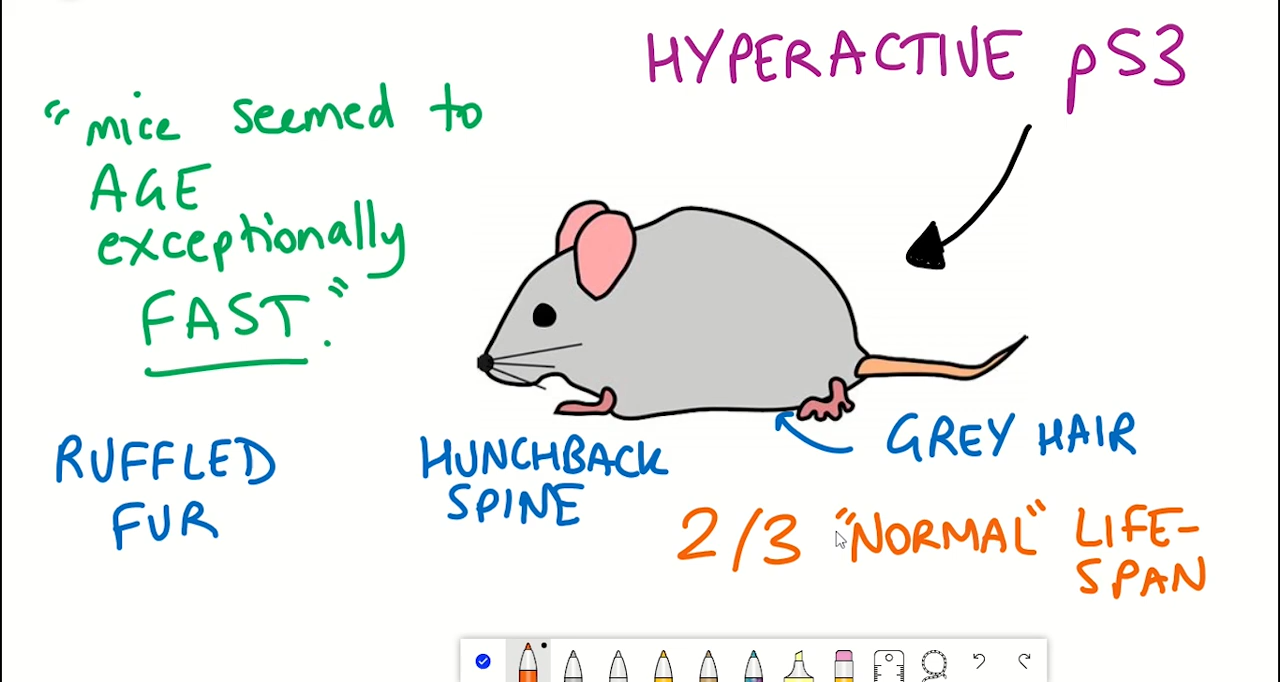 HYPERACTIVE p53
"mice seemed to
AGE
exceptionally
FAST."
RUFFLED
FUR
HUNCHBACK
SPINE
GREY HAIR
2/3 "NORMAL" LIFE-
SPAN